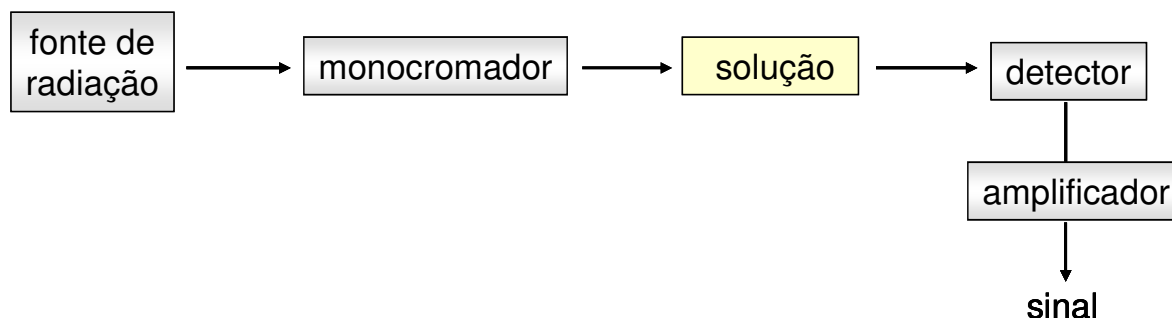 fonte de
radiação
monocromador
solução
detector
amplificador
sinal